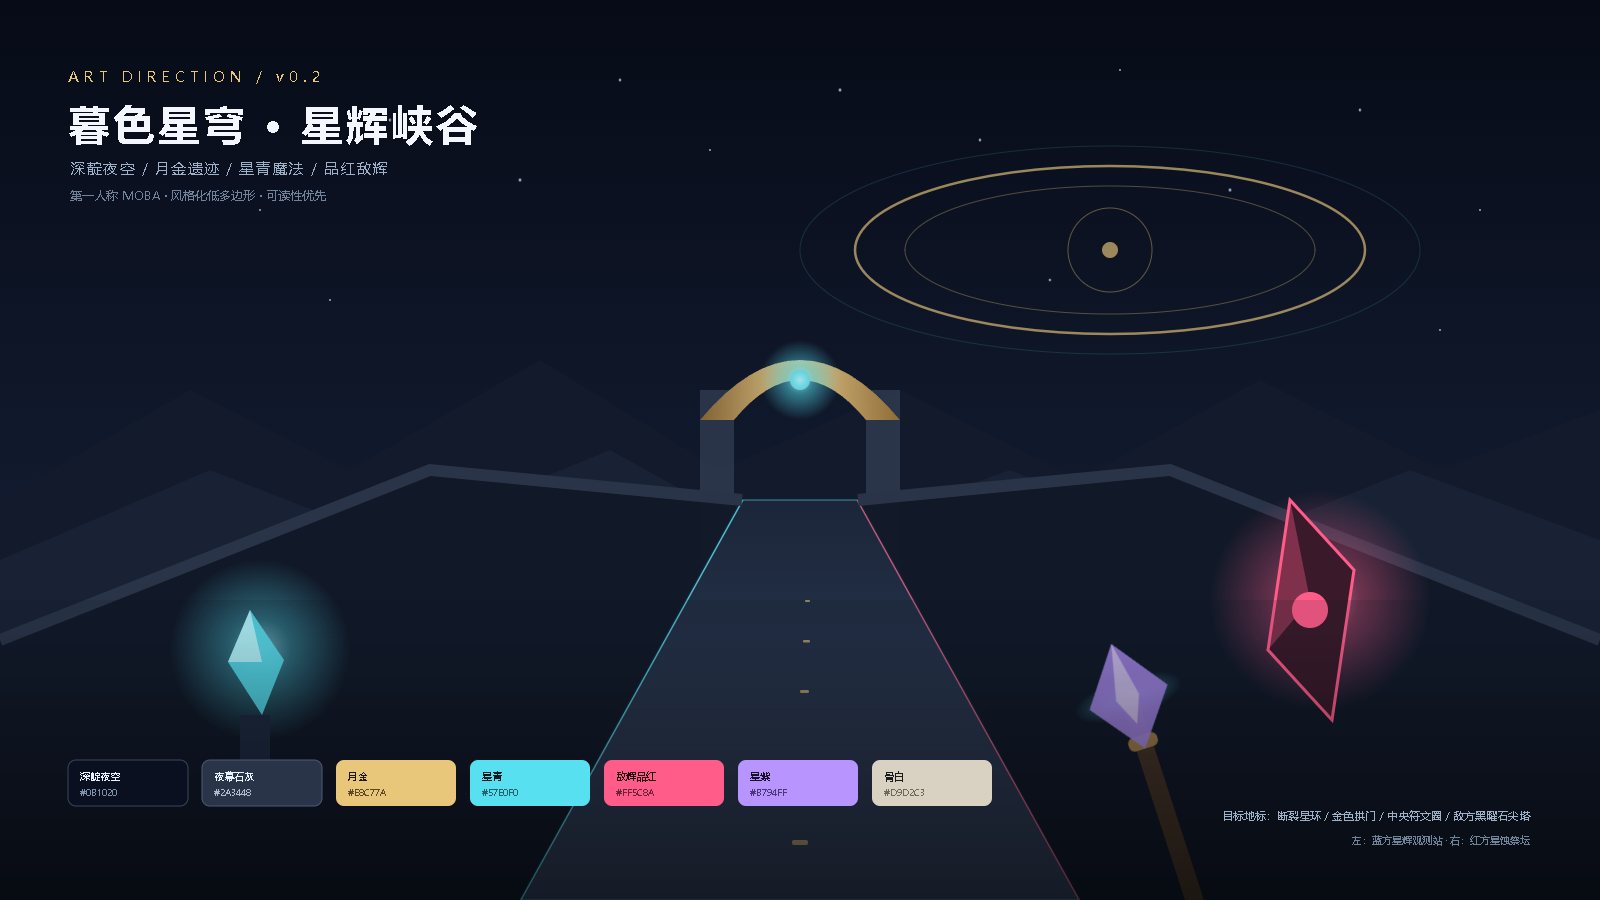 ART DIRECTION / v0.2
暮色星穹·星辉峡谷
深靛夜空 / 月金遗迹 / 星青魔法 / 品红敌辉
第一人称 MOBA · 风格化低多边形 · 可读性优先
深靛夜空
#0B1020
夜幕石灰
#2A3448
月金
#E8C77A
星青
#57E0F0
敌辉品红
#FF5C8A
星紫
#B794FF
骨白
#D9D2C3
目标地标：断裂星环 / 金色拱门 / 中央符文圈 / 敌方黑曜石尖塔
左：蓝方星辉观测站 · 右：红方星蚀祭坛